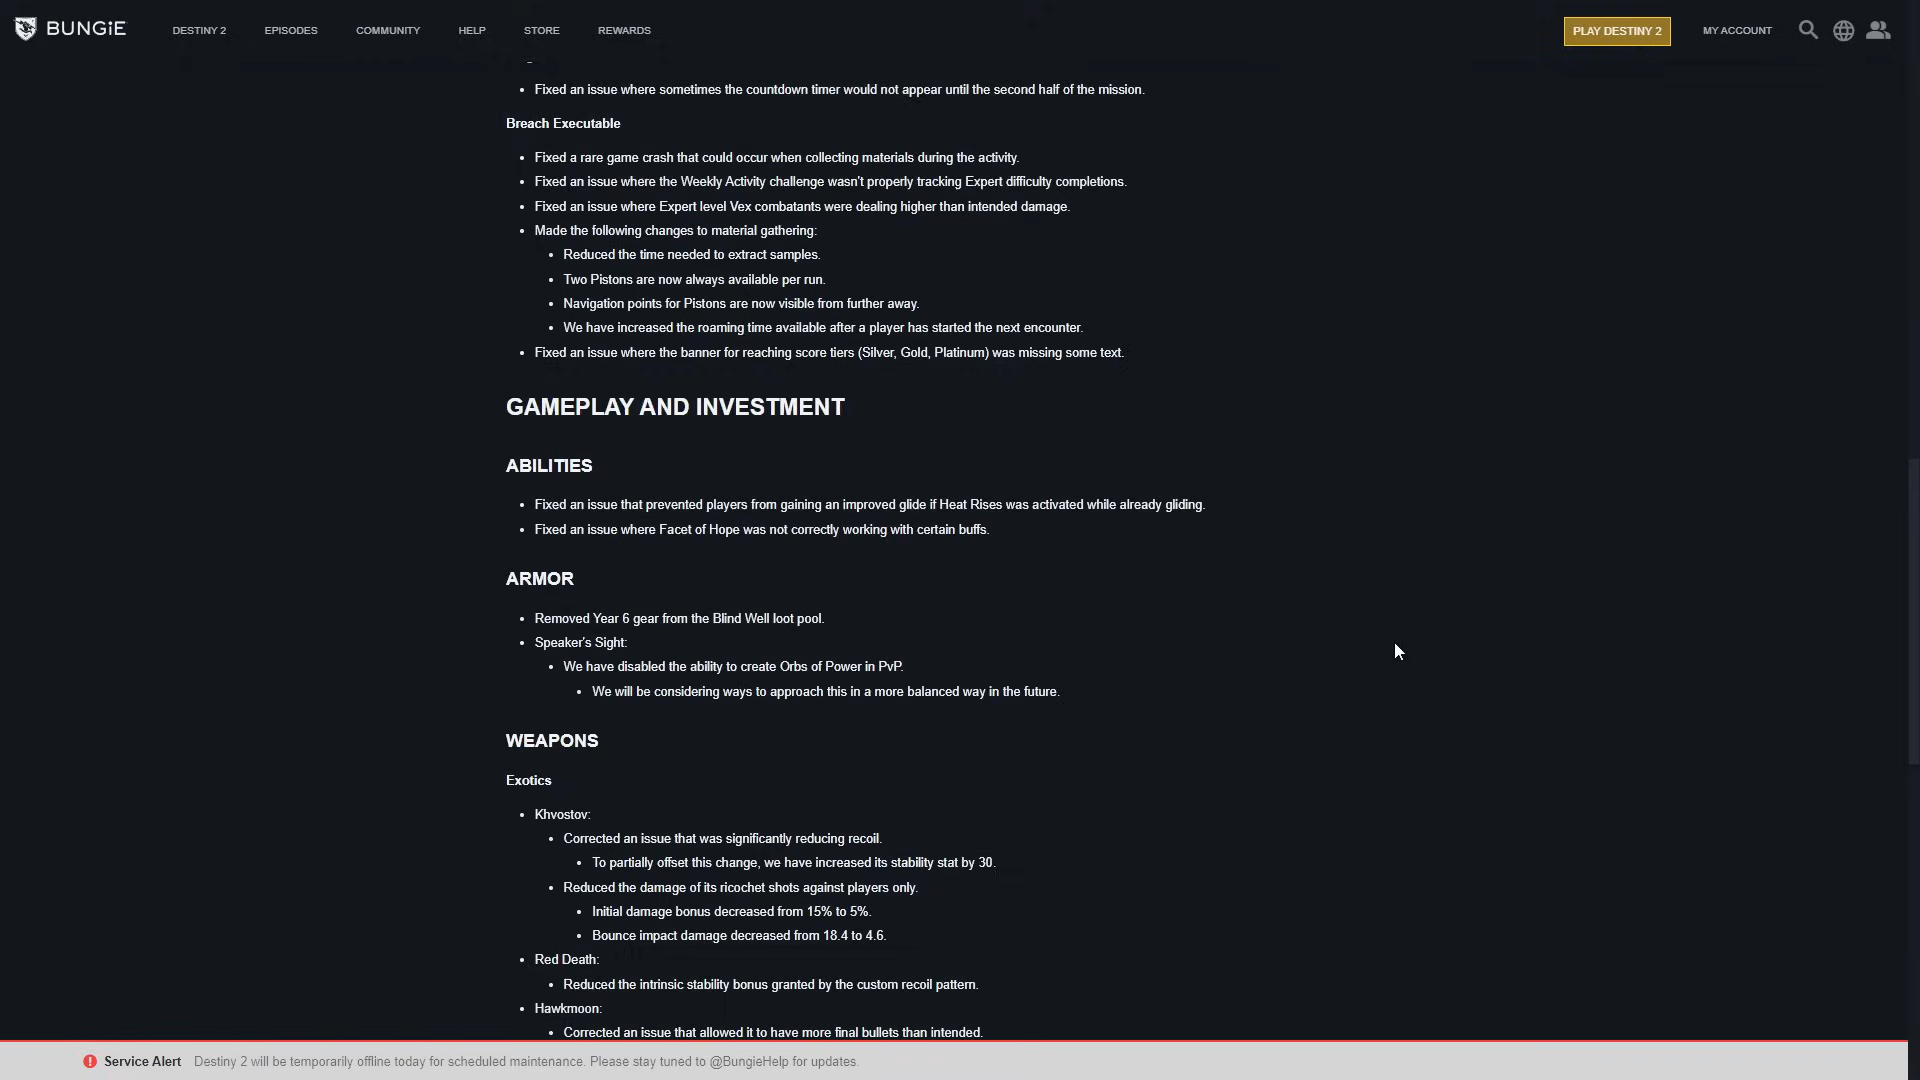 BUNGiE
DESTINY 2 EPISODES COMMUNITY HELP STORE REWARDS PLAY DESTINY 2 MY ACCOUNT
• Fixed an issue where sometimes the countdown timer would not appear until the second half of the mission.
Breach Executable
• Fixed a rare game crash that could occur when collecting materials during the activity.
• Fixed an issue where the Weekly Activity challenge wasn't properly tracking Expert difficulty completions.
• Fixed an issue where Expert level Vex combatants were dealing higher than intended damage.
• Made the following changes to material gathering:
• Reduced the time needed to extract samples.
• Two Pistons are now always available per run.
• Navigation points for Pistons are now visible from further away.
• We have increased the roaming time available after a player has started the next encounter.
• Fixed an issue where the banner for reaching score tiers (Silver, Gold, Platinum) was missing some text.
GAMEPLAY AND INVESTMENT
ABILITIES
• Fixed an issue that prevented players from gaining an improved glide if Heat Rises was activated while already gliding.
• Fixed an issue where Facet of Hope was not correctly working with certain buffs.
ARMOR
• Removed Year 6 gear from the Blind Well loot pool.
• Speaker's Sight:
• We have disabled the ability to create Orbs of Power in PvP.
• We will be considering ways to approach this in a more balanced way in the future.
WEAPONS
Exotics
• Khvostov:
• Corrected an issue that was significantly reducing recoil.
• To partially offset this change, we have increased its stability stat by 30.
• Reduced the damage of its ricochet shots against players only.
• Initial damage bonus decreased from 15% to 5%.
• Bounce impact damage decreased from 18.4 to 4.6.
• Red Death:
• Reduced the intrinsic stability bonus granted by the custom recoil pattern.
• Hawkmoon:
• Corrected an issue that allowed it to have more final bullets than intended.
Service Alert Destiny 2 will be temporarily offline today for scheduled maintenance. Please stay tuned to @BungieHelp for updates.